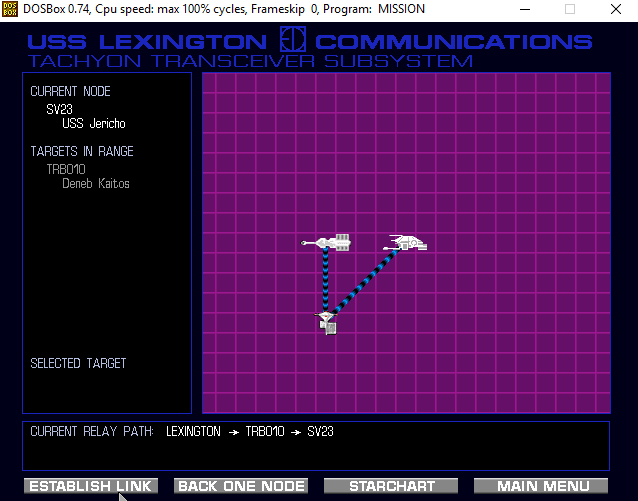 DOSBox 0.74, Cpu speed: max 100% cycles, Frameskip 0, Program: MISSION
USS LEXINGTON COMMUNICATIONS
TACHYON TRANSCEIVER SUBSYSTEM
CURRENT NODE
SV23
USS Jericho
TARGETS IN RANGE
TRB010
Deneb Kaitos
SELECTED TARGET
CURRENT RELAY PATH: LEXINGTON → TRB010 → SV23
ESTABLISH LINK BACK ONE NODE STARCHART MAIN MENU